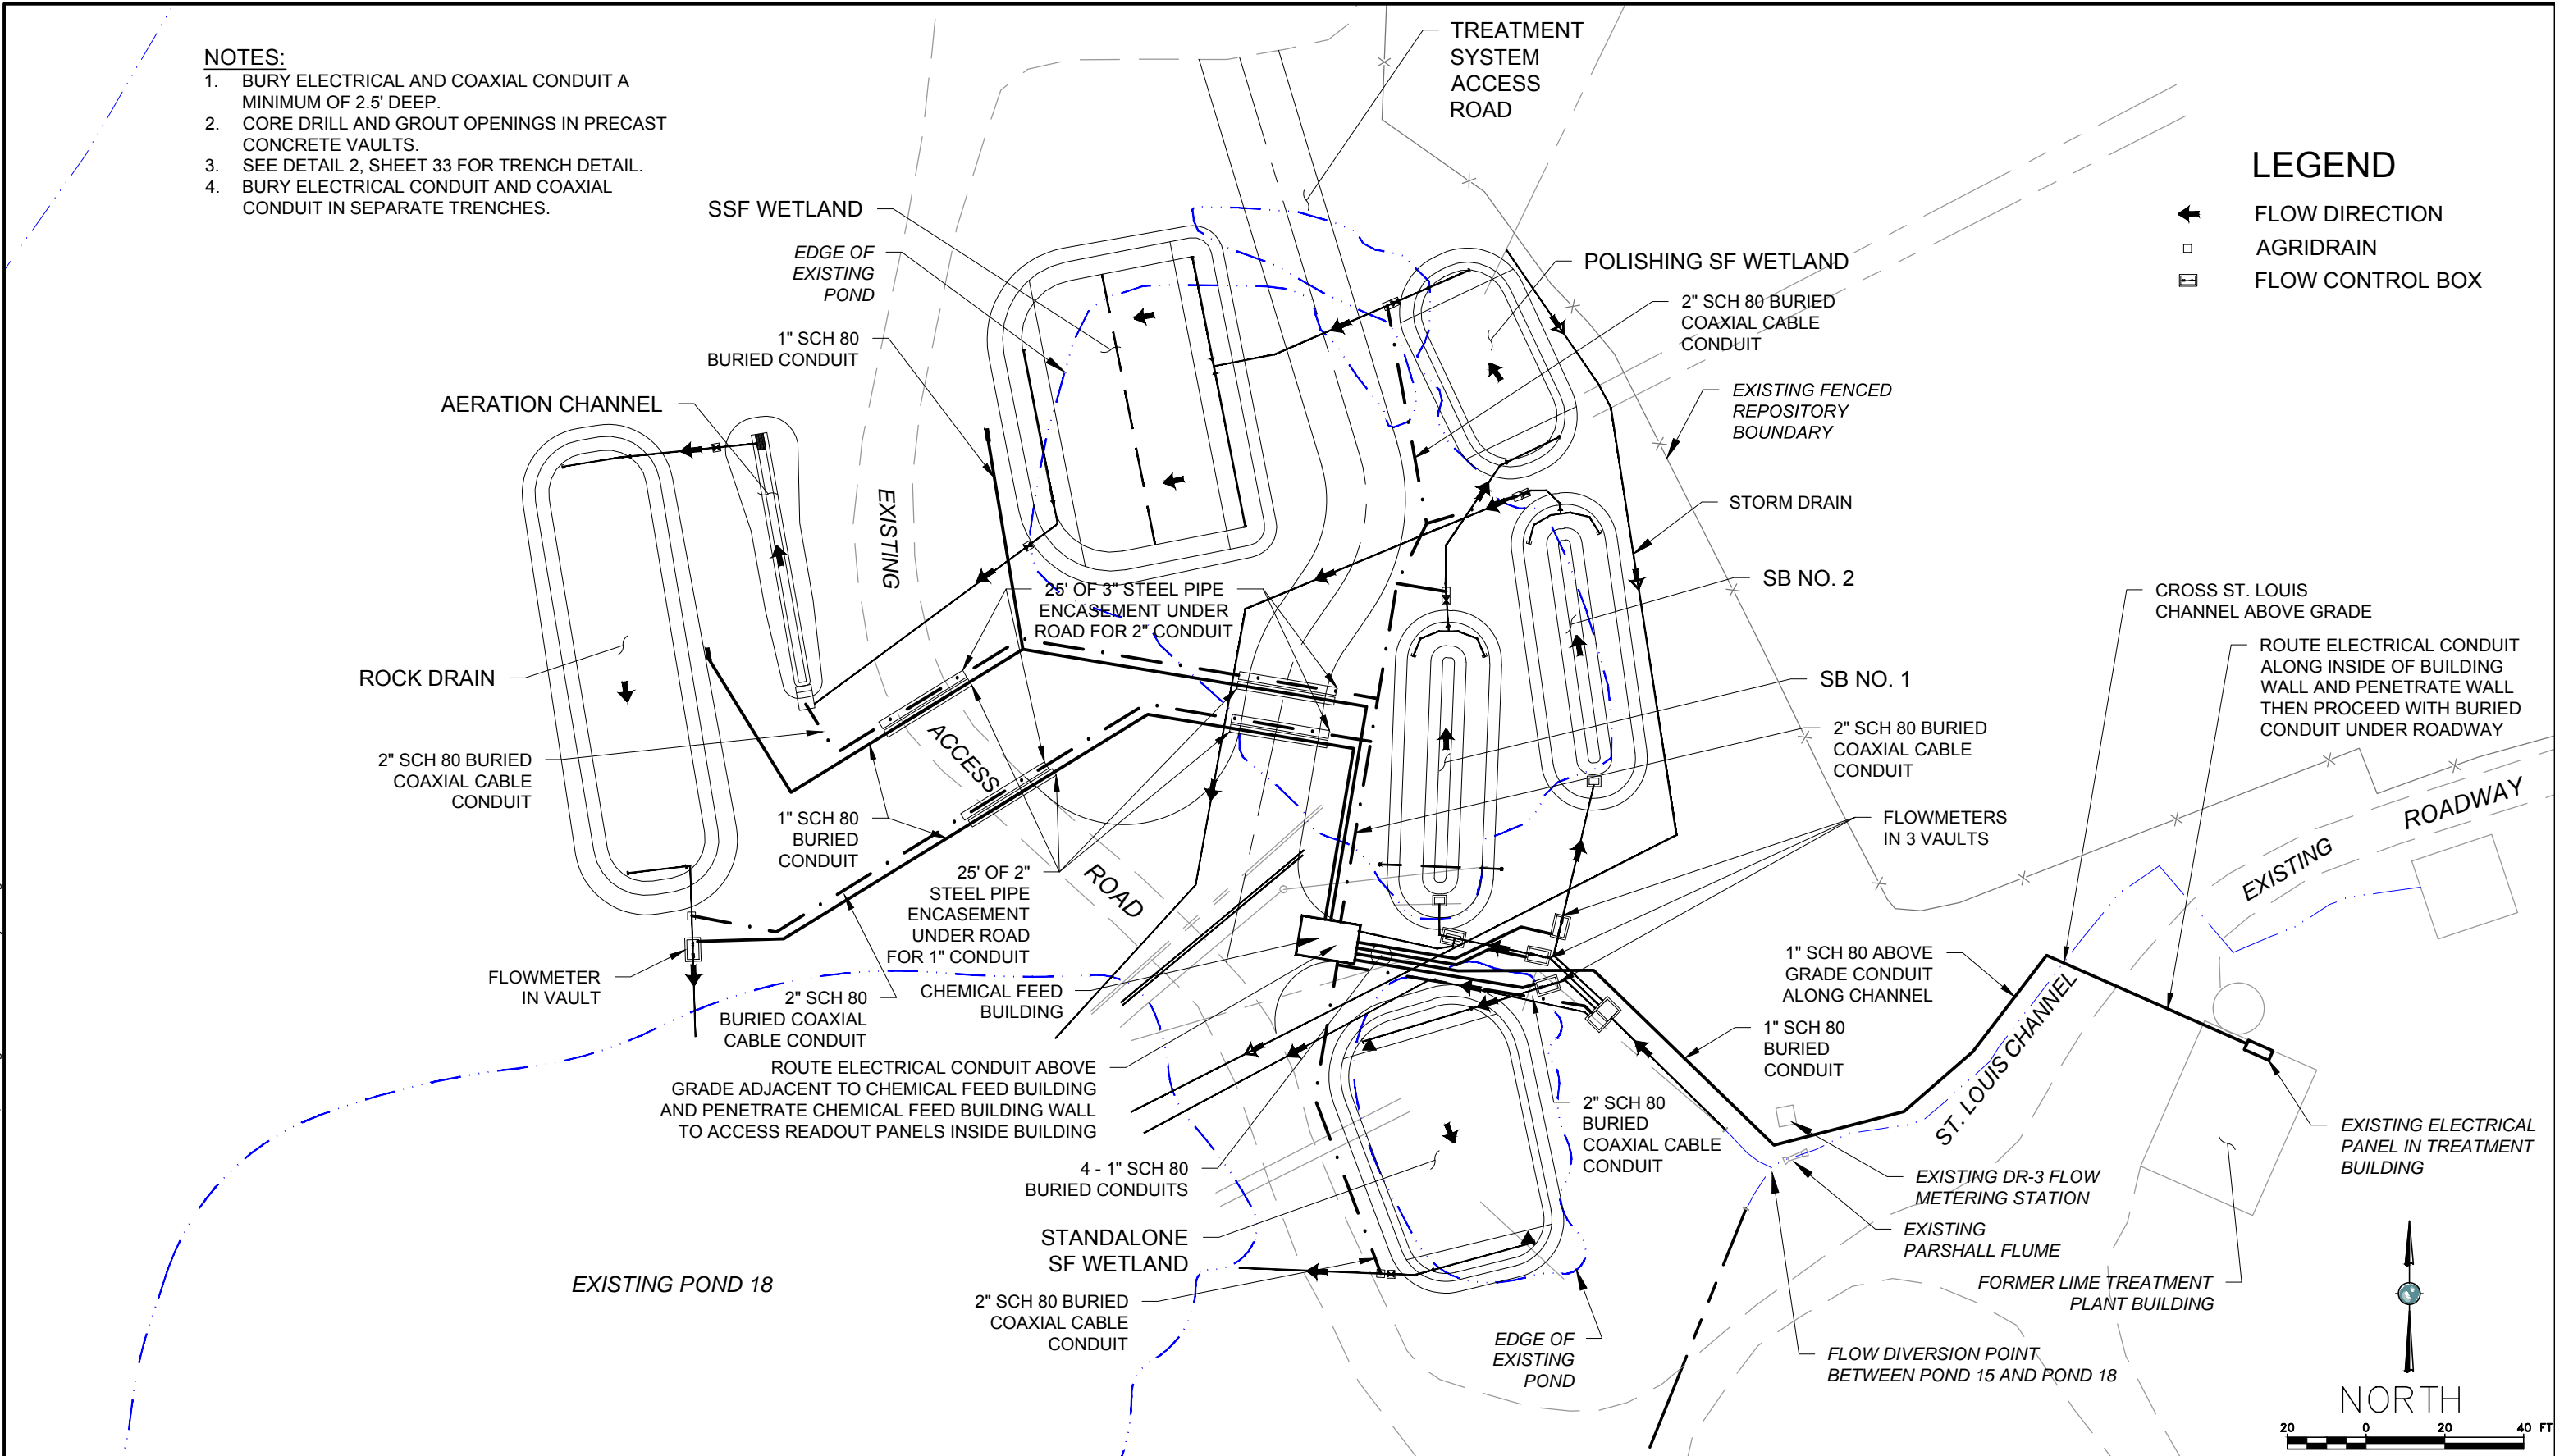 NOTES:
1. BURY ELECTRICAL AND COAXIAL CONDUIT A
MINIMUM OF 2.5' DEEP.
2. CORE DRILL AND GROUT OPENINGS IN PRECAST
CONCRETE VAULTS.
3. SEE DETAIL 2, SHEET 33 FOR TRENCH DETAIL.
4. BURY ELECTRICAL CONDUIT AND COAXIAL
CONDUIT IN SEPARATE TRENCHES.
TREATMENT
SYSTEM
ACCESS
ROAD
LEGEND
FLOW DIRECTION
AGRIDRAIN
FLOW CONTROL BOX
SSF WETLAND
EDGE OF
EXISTING
POND
1" SCH 80
BURIED CONDUIT
AERATION CHANNEL
POLISHING SF WETLAND
2" SCH 80 BURIED
COAXIAL CABLE
CONDUIT
EXISTING FENCED
REPOSITORY
BOUNDARY
STORM DRAIN
SB NO. 2
EXISTING
25' OF 3" STEEL PIPE
ENCASEMENT UNDER
ROAD FOR 2" CONDUIT
CROSS ST. LOUIS
CHANNEL ABOVE GRADE
ROUTE ELECTRICAL CONDUIT
ALONG INSIDE OF BUILDING
WALL AND PENETRATE WALL
THEN PROCEED WITH BURIED
CONDUIT UNDER ROADWAY
ROCK DRAIN
SB NO. 1
2" SCH 80 BURIED
COAXIAL CABLE
CONDUIT
2" SCH 80 BURIED
COAXIAL CABLE
CONDUIT
ACCESS
ROAD
1" SCH 80
BURIED
CONDUIT
FLOWMETERS
IN 3 VAULTS
EXISTING
ROADWAY
25' OF 2"
STEEL PIPE
ENCASEMENT
UNDER ROAD
FOR 1" CONDUIT
FLOWMETER
IN VAULT
2" SCH 80
BURIED COAXIAL
CABLE CONDUIT
CHEMICAL FEED
BUILDING
1" SCH 80 ABOVE
GRADE CONDUIT
ALONG CHANNEL
1" SCH 80
BURIED
CONDUIT
ST. LOUIS CHANNEL
ROUTE ELECTRICAL CONDUIT ABOVE
GRADE ADJACENT TO CHEMICAL FEED BUILDING
AND PENETRATE CHEMICAL FEED BUILDING WALL
TO ACCESS READOUT PANELS INSIDE BUILDING
2" SCH 80
BURIED
COAXIAL CABLE
CONDUIT
EXISTING ELECTRICAL
PANEL IN TREATMENT
BUILDING
4 - 1" SCH 80
BURIED CONDUITS
EXISTING DR-3 FLOW
METERING STATION
STANDALONE
SF WETLAND
EXISTING
PARSHALL FLUME
EXISTING POND 18
FORMER LIME TREATMENT
PLANT BUILDING
2" SCH 80 BURIED
COAXIAL CABLE
CONDUIT
EDGE OF
EXISTING
POND
FLOW DIVERSION POINT
BETWEEN POND 15 AND POND 18
NORTH
20 0 20 40 FT